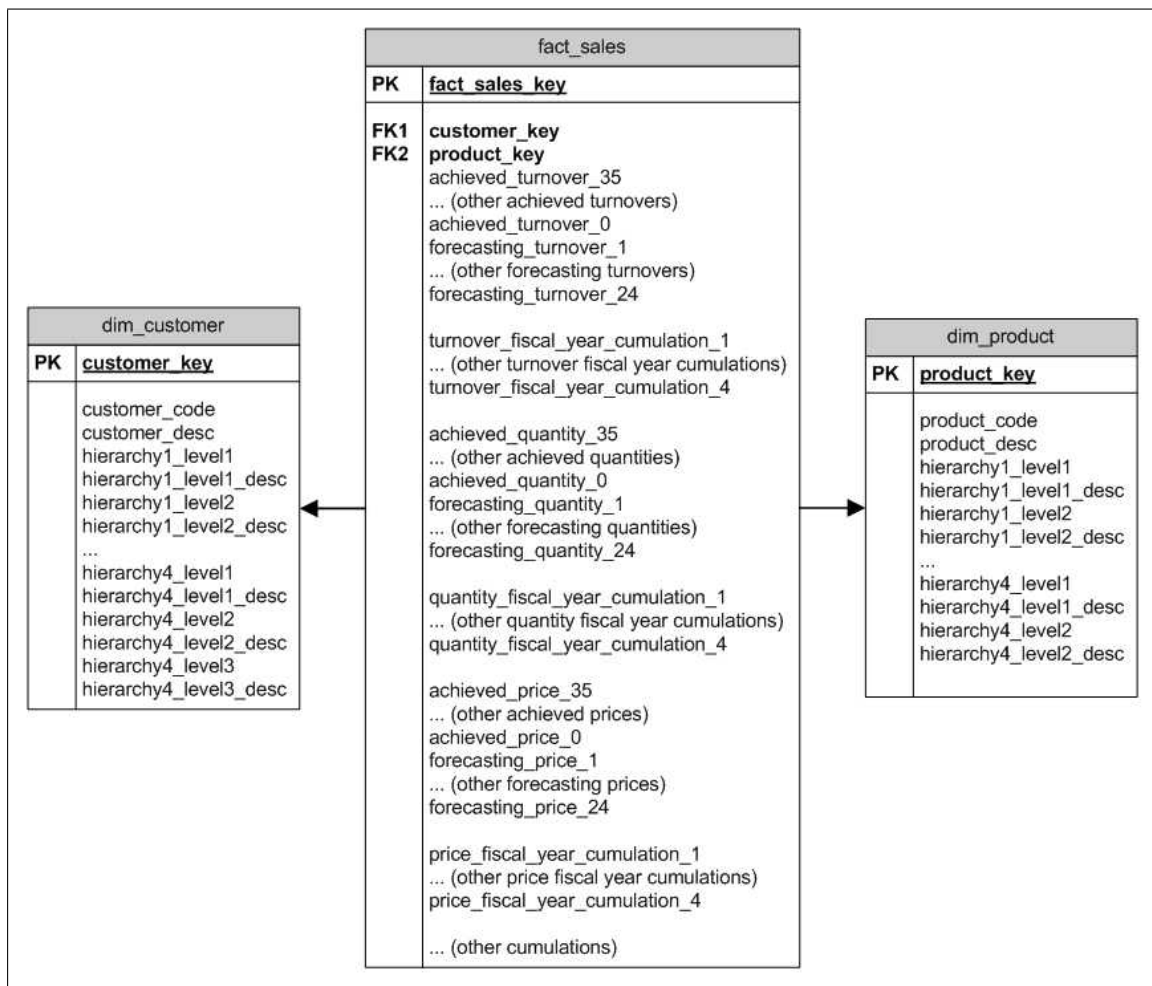 fact_sales
PK fact_sales_key
FK1 customer_key
FK2 product_key
achieved_turnover_35
... (other achieved turnovers)
achieved_turnover_0
forecasting_turnover_1
... (other forecasting turnovers)
forecasting_turnover_24
turnover_fiscal_year_cumulation_1
... (other turnover fiscal year cumulations)
turnover_fiscal_year_cumulation_4
achieved_quantity_35
... (other achieved quantities)
achieved_quantity_0
forecasting_quantity_1
... (other forecasting quantities)
forecasting_quantity_24
quantity_fiscal_year_cumulation_1
... (other quantity fiscal year cumulations)
quantity_fiscal_year_cumulation_4
achieved_price_35
... (other achieved prices)
achieved_price_0
forecasting_price_1
... (other forecasting prices)
forecasting_price_24
price_fiscal_year_cumulation_1
... (other price fiscal year cumulations)
price_fiscal_year_cumulation_4
... (other cumulations)
dim_customer
PK customer_key
customer_code
customer_desc
hierarchy1_level1
hierarchy1_level1_desc
hierarchy1_level2
hierarchy1_level2_desc
...
hierarchy4_level1
hierarchy4_level1_desc
hierarchy4_level2
hierarchy4_level2_desc
hierarchy4_level3
hierarchy4_level3_desc
dim_product
PK product_key
product_code
product_desc
hierarchy1_level1
hierarchy1_level1_desc
hierarchy1_level2
hierarchy1_level2_desc
...
hierarchy4_level1
hierarchy4_level1_desc
hierarchy4_level2
hierarchy4_level2_desc